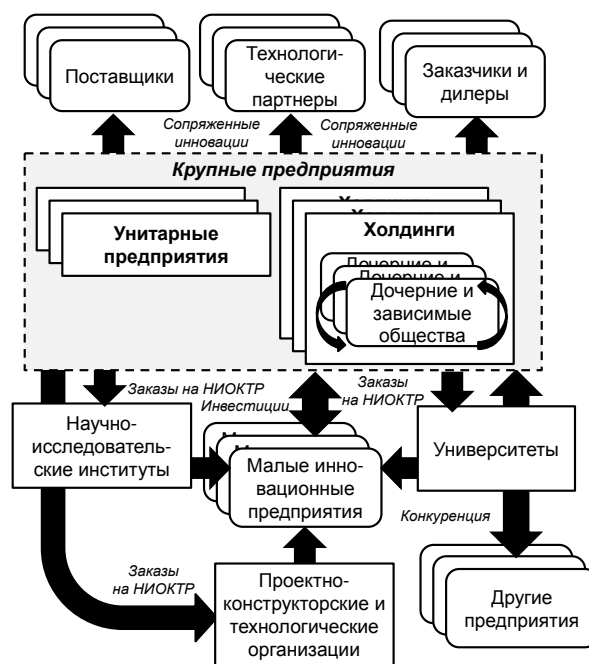 Поставщики
Технологи-
ческие
партнеры
Заказчики и
дилеры
Сопряженные
инновации
Сопряженные
инновации
Крупные предприятия
Унитарные
предприятия
Холдинги
Дочерние и
Дочерние и
зависимые
общества
Заказы на НИОКТР
Инвестиции
Заказы
на НИОКТР
Научно-
исследователь-
ские институты
Малые инно-
вационные
предприятия
Университеты
Конкуренция
Заказы
на НИОКТР
Проектно-
конструкторские и
технологические
организации
Другие
предприятия